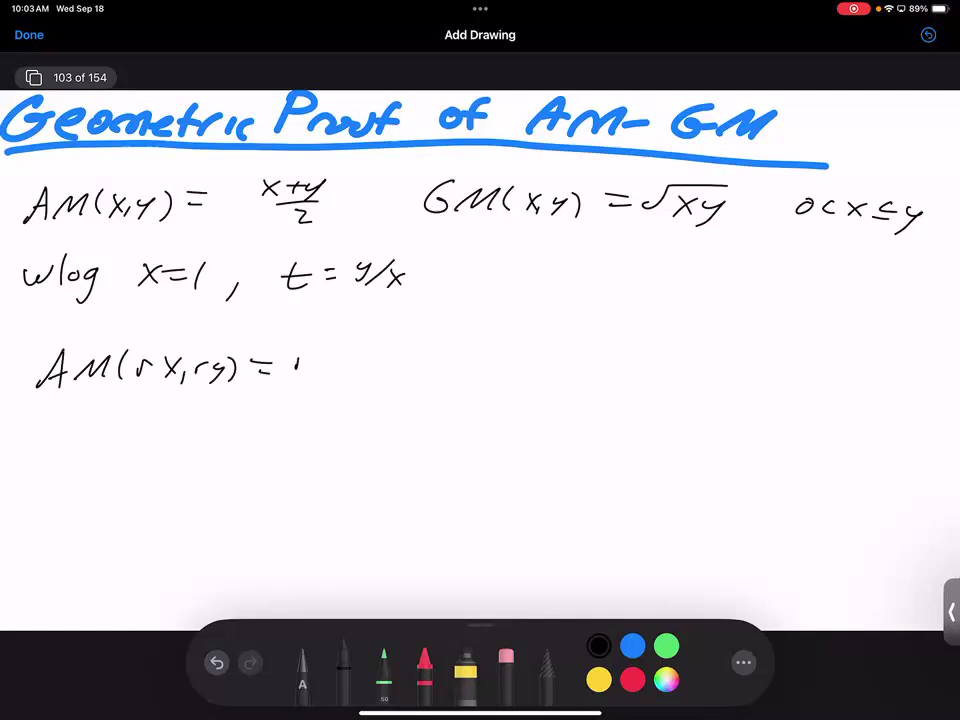 10:03 AM Wed Sep 18
89%
Done
Add Drawing
103 of 154
Geometric Proof of AM-GM
AM(x,y) = x+y/2 GM(x,y) = √xy 0<x≤y
wlog x=1, t=y/x
AM(rx,ry) =
A
50